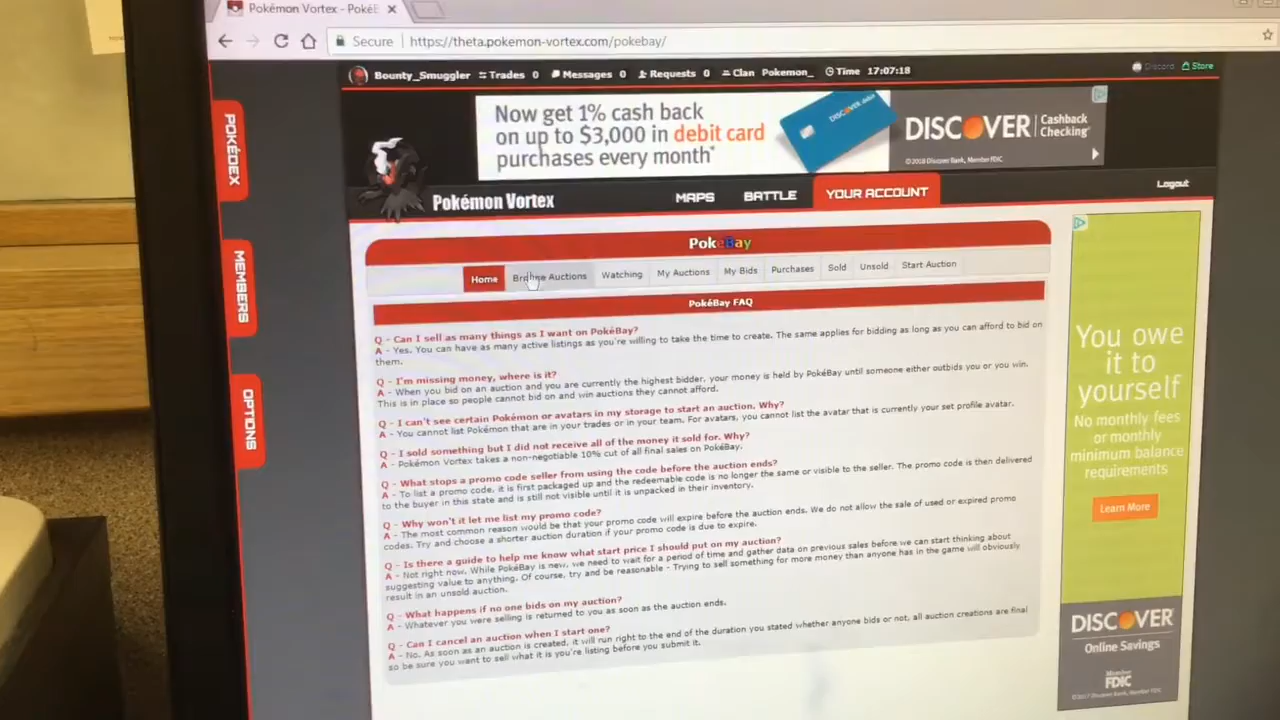 Pokémon Vortex - PokéB
Secure | https://theta.pokemon-vortex.com/pokebay/
Bounty_Smuggler Trades 0 Messages 0 Requests 0 Clan Pokemon_ Time 17:07:18 Discord Store
Now get 1% cash back
on up to $3,000 in debit card
purchases every month*
DISCOVER debit
DISCOVER Cashback
Checking®
©2018 Discover Bank, Member FDIC
Pokémon Vortex
MAPS BATTLE YOUR ACCOUNT Logout
POKÉDEX
MEMBERS
OPTIONS
PokéBay
Home Browse Auctions Watching My Auctions My Bids Purchases Sold Unsold Start Auction
PokéBay FAQ
Q - Can I sell as many things as I want on PokéBay?
A - Yes. You can have as many active listings as you're willing to take the time to create. The same applies for bidding as long as you can afford to bid on
them.
Q - I'm missing money, where is it?
A - When you bid on an auction and you are currently the highest bidder, your money is held by PokéBay until someone either outbids you or you win.
This is in place so people cannot bid on and win auctions they cannot afford.
Q - I can't see certain Pokémon or avatars in my storage to start an auction. Why?
A - You cannot list Pokémon that are in your trades or in your team. For avatars, you cannot list the avatar that is currently your set profile avatar.
Q - I sold something but I did not receive all of the money it sold for. Why?
A - Pokémon Vortex takes a non-negotiable 10% cut of all final sales on PokéBay.
Q - What stops a promo code seller from using the code before the auction ends?
A - To list a promo code, it is first packaged up and the redeemable code is no longer the same or visible to the seller. The promo code is then delivered
to the buyer in this state and is still not visible until it is unpacked in their inventory.
Q - Why won't it let me list my promo code?
A - The most common reason would be that your promo code will expire before the auction ends. We do not allow the sale of used or expired promo
codes. Try and choose a shorter auction duration if your promo code is due to expire.
Q - Is there a guide to help me know what start price I should put on my auction?
A - Not right now. While PokéBay is new, we need to wait for a period of time and gather data on previous sales before we can start thinking about
suggesting value to anything. Of course, try and be reasonable - Trying to sell something for more money than anyone has in the game will obviously
result in an unsold auction.
Q - What happens if no one bids on my auction?
A - Whatever you were selling is returned to you as soon as the auction ends.
Q - Can I cancel an auction when I start one?
A - No. As soon as an auction is created, it will run right to the end of the duration you stated whether anyone bids or not, all auction creations are final
so be sure you want to sell what it is you're listing before you submit it.
You owe
it to
yourself
No monthly fees
or monthly
minimum balance
requirements
Learn More
DISCOVER
Online Savings
Member
FDIC
©2017 Discover Bank, Member FDIC